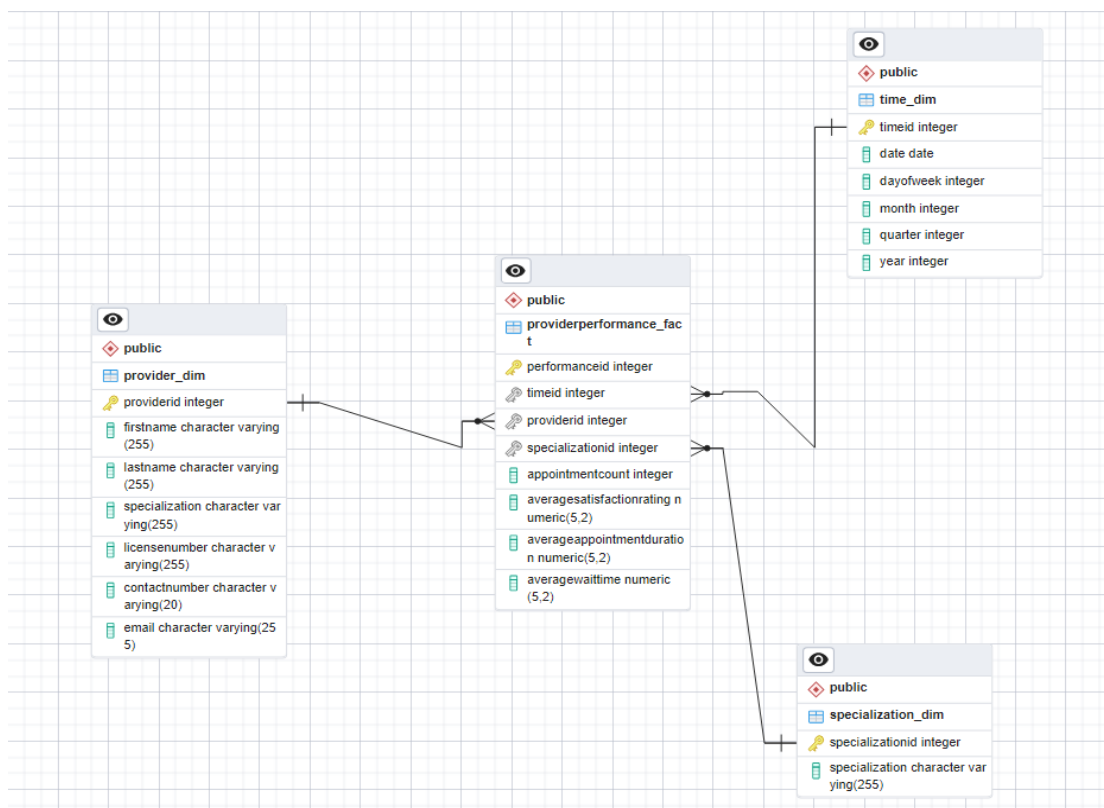 public
time_dim
timeid integer
date date
dayofweek integer
month integer
quarter integer
year integer
public
providerperformance_fac
t
performanceid integer
timeid integer
providerid integer
specializationid integer
appointmentcount integer
averagesatisfactionrating n
umeric(5,2)
averageappointmentduratio
n numeric(5,2)
averagewaittime numeric
(5,2)
public
provider_dim
providerid integer
firstname character varying
(255)
lastname character varying
(255)
specialization character var
ying(255)
licensenumber character v
arying(255)
contactnumber character v
arying(20)
email character varying(25
5)
public
specialization_dim
specializationid integer
specialization character var
ying(255)